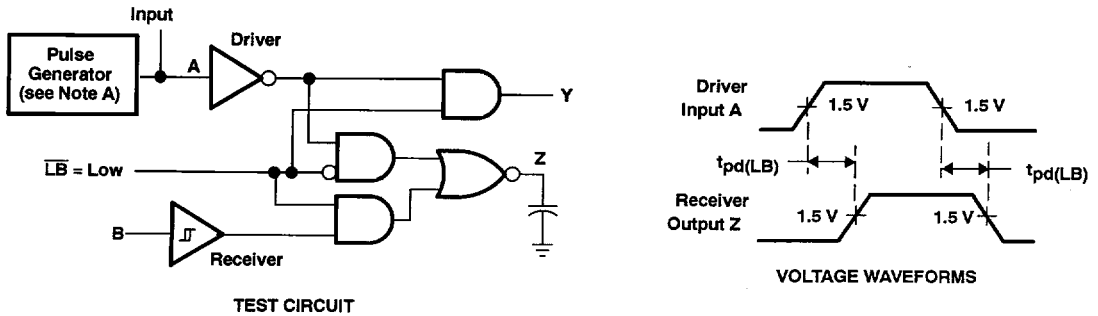 Input
Pulse
Generator
(see Note A)
A
Driver
Y
L̅B̅ = Low
Z
B
Receiver
TEST CIRCUIT
Driver
Input A
1.5 V
1.5 V
tpd(LB)
tpd(LB)
Receiver
Output Z
1.5 V
1.5 V
VOLTAGE WAVEFORMS